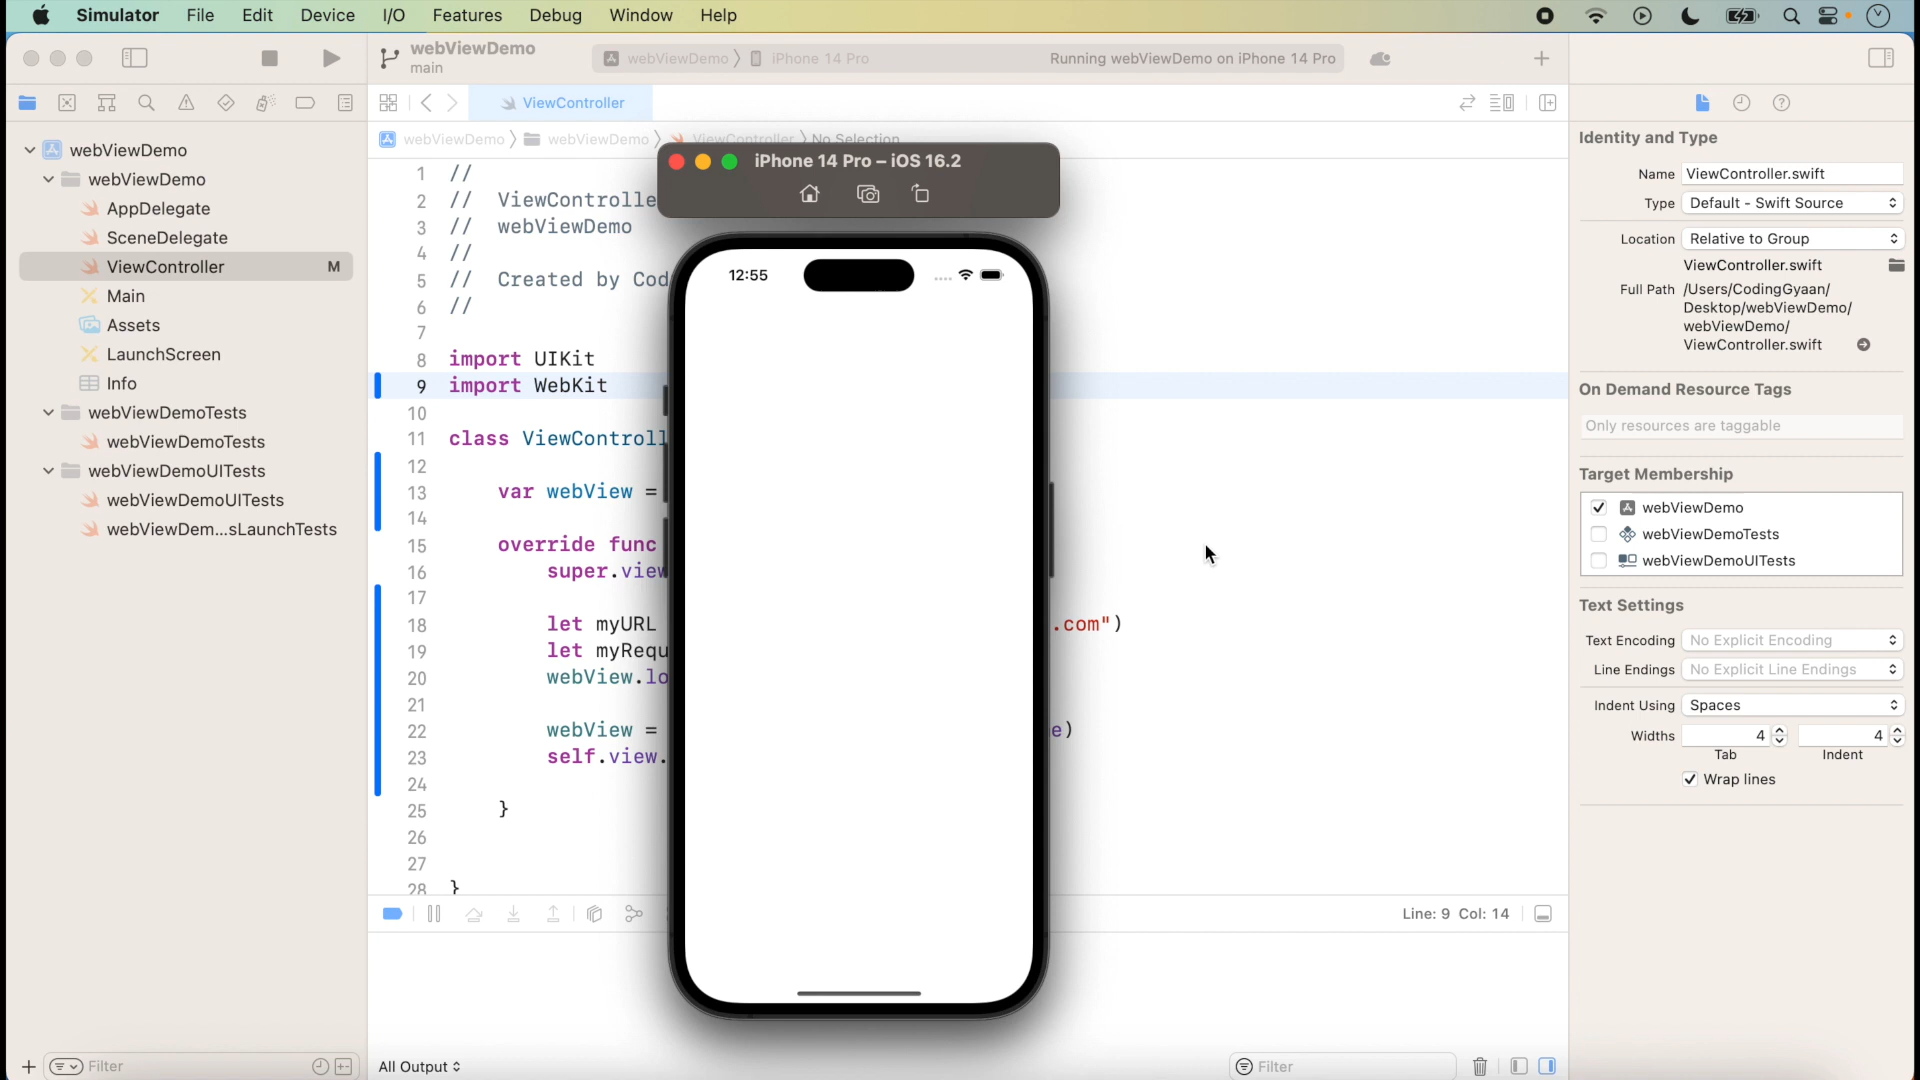 Simulator File Edit Device I/O Features Debug Window Help
webViewDemo
main
webViewDemo iPhone 14 Pro Running webViewDemo on iPhone 14 Pro
ViewController
webViewDemo webViewDemo ViewController No Selection
webViewDemo
webViewDemo
AppDelegate
SceneDelegate
ViewController M
Main
Assets
LaunchScreen
Info
webViewDemoTests
webViewDemoTests
webViewDemoUITests
webViewDemoUITests
webViewDem...sLaunchTests
Filter
1 //
2 // ViewControlle
3 // webViewDemo
4 //
5 // Created by Cod
6 //
7
8 import UIKit
9 import WebKit
10
11 class ViewControll
12
13 var webView =
14
15 override func
16 super.view
17
18 let myURL .com")
19 let myRequ
20 webView.lo
21
22 webView = e)
23 self.view.
24
25 }
26
27
28 }
iPhone 14 Pro – iOS 16.2
12:55
Line: 9 Col: 14
All Output
Filter
Identity and Type
Name ViewController.swift
Type Default - Swift Source
Location Relative to Group
ViewController.swift
Full Path /Users/CodingGyaan/
Desktop/webViewDemo/
webViewDemo/
ViewController.swift
On Demand Resource Tags
Only resources are taggable
Target Membership
webViewDemo
webViewDemoTests
webViewDemoUITests
Text Settings
Text Encoding No Explicit Encoding
Line Endings No Explicit Line Endings
Indent Using Spaces
Widths 4 4
Tab Indent
Wrap lines